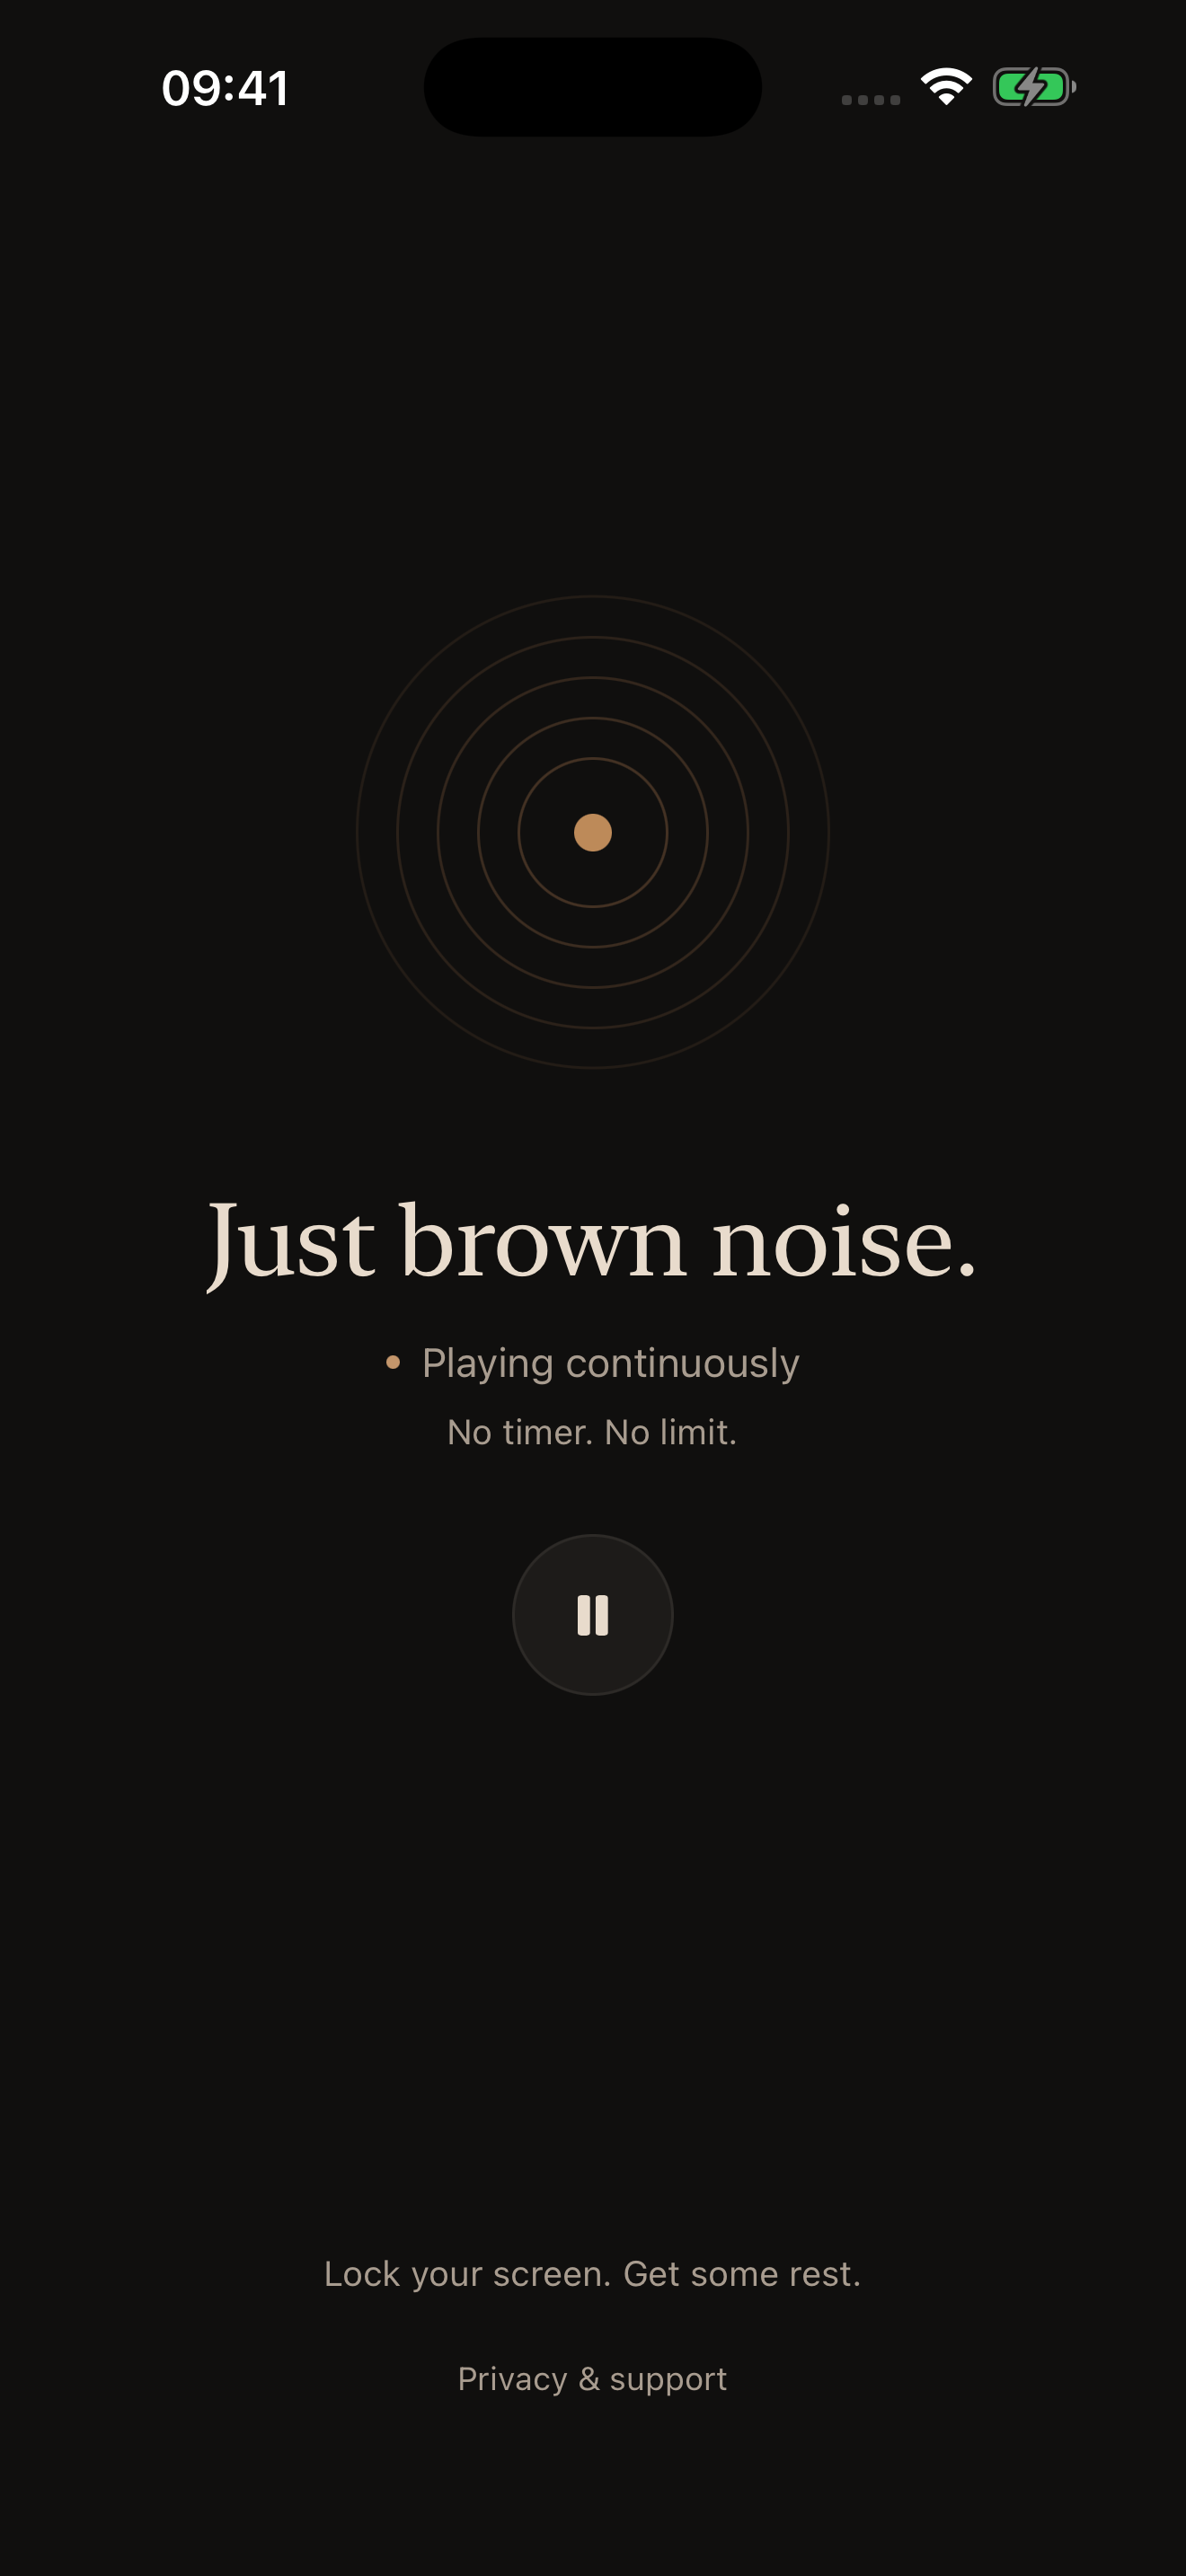 09:41
Just brown noise.
Playing continuously
No timer. No limit.
Lock your screen. Get some rest.
Privacy & support